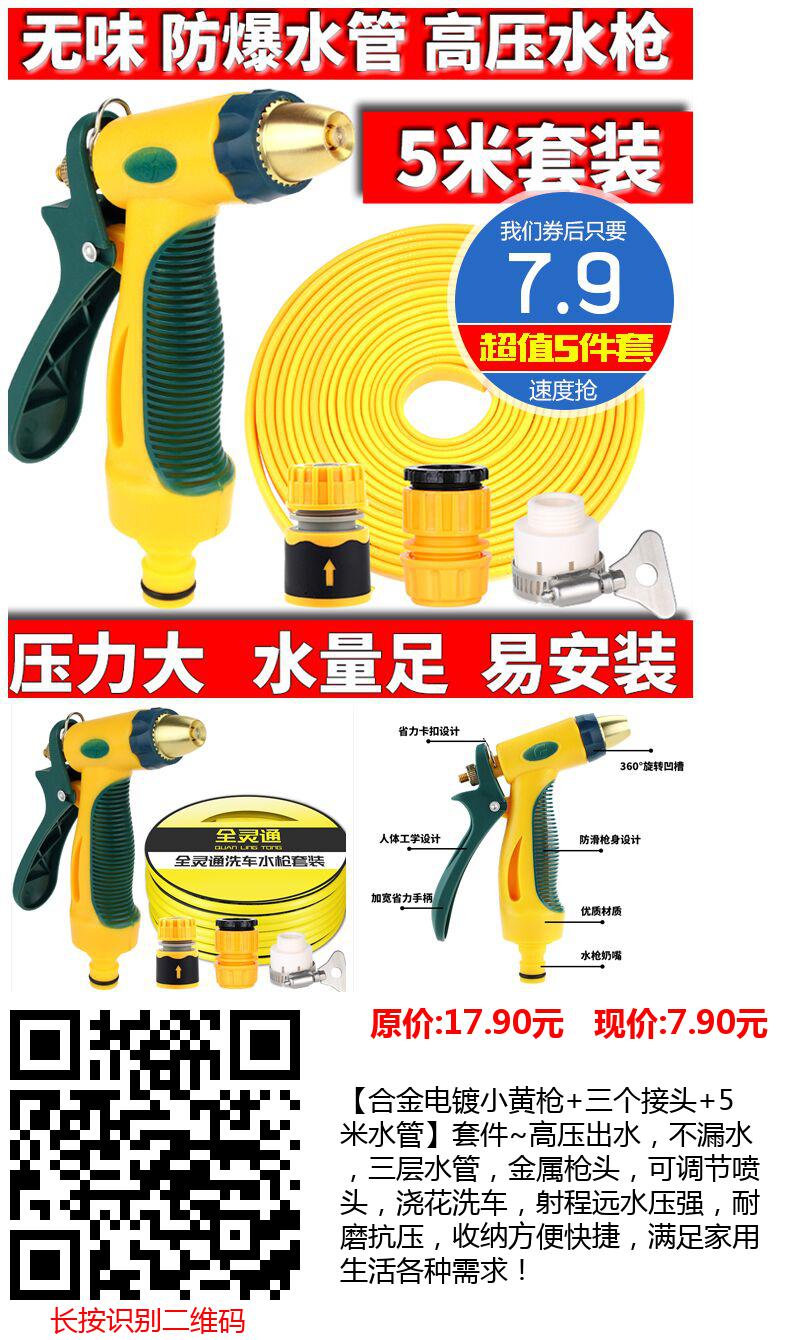 无味 防爆水管 高压水枪
5米套装
我们券后只要
7.9
超值5件套
速度抢
压力大 水量足 易安装
全灵通
QUAN LING TONG
全灵通洗车水枪套装
省力卡扣设计
360°旋转凹槽
人体工学设计
防滑枪身设计
加宽省力手柄
优质材质
水枪奶嘴
原价:17.90元 现价:7.90元
【合金电镀小黄枪+三个接头+5
米水管】套件~高压出水，不漏水
，三层水管，金属枪头，可调节喷
头，浇花洗车，射程远水压强，耐
磨抗压，收纳方便快捷，满足家用
生活各种需求！
长按识别二维码